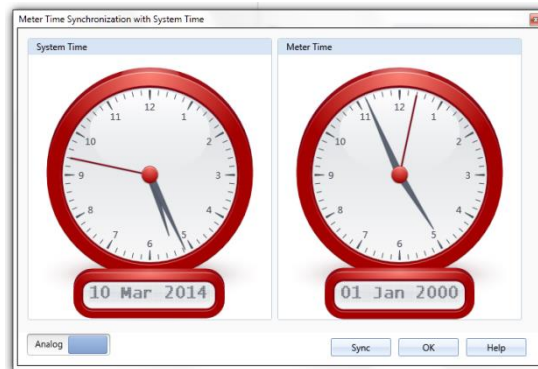 Meter Time Synchronization with System Time
System Time
12
1
2
3
4
5
6
7
8
9
10
11
10 Mar 2014
Meter Time
12
1
2
3
4
5
6
7
8
9
10
11
01 Jan 2000
Analog
Sync
OK
Help